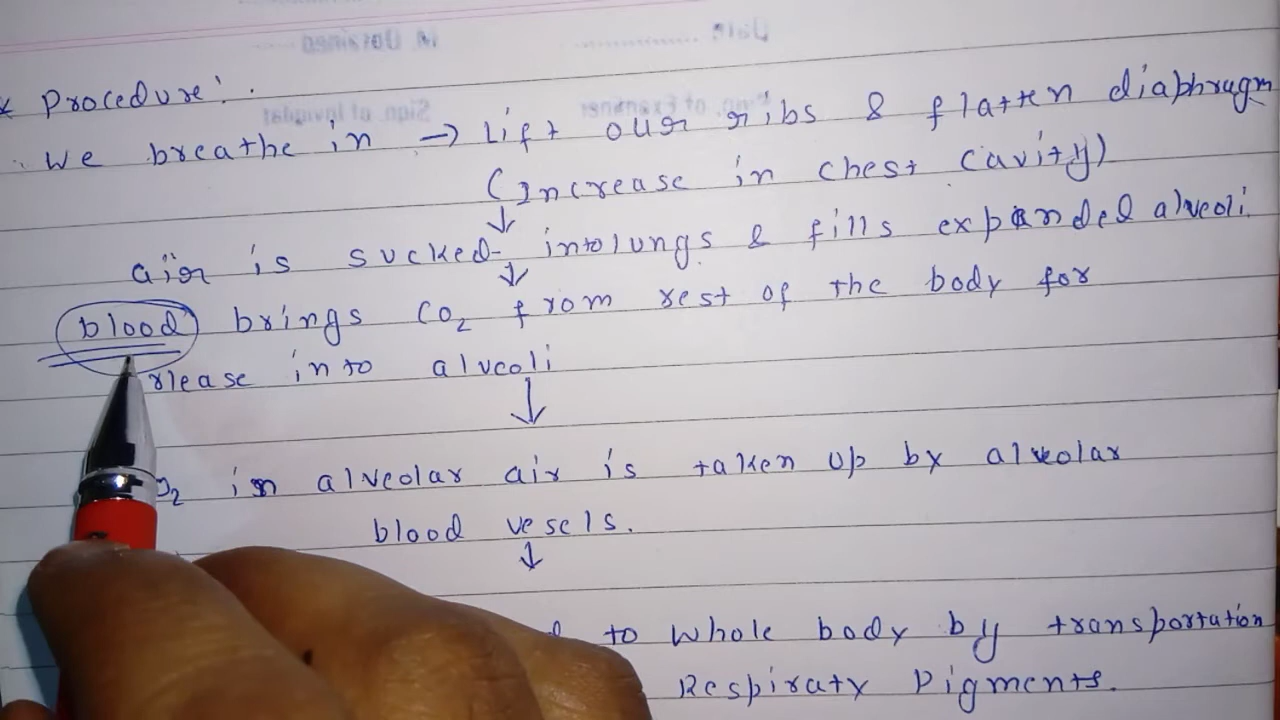 * Procedure:
We breathe in → Lift our ribs & flatten diaphragm
(Increase in chest cavity)
↓
air is sucked into lungs & fills expanded alveoli.
↓
blood brings CO2 from rest of the body for
rlease into alveoli
↓
O2 in alveolar air is taken up by alveolar
blood vesels.
↓
to whole body by transportation
Respiraty Pigments.